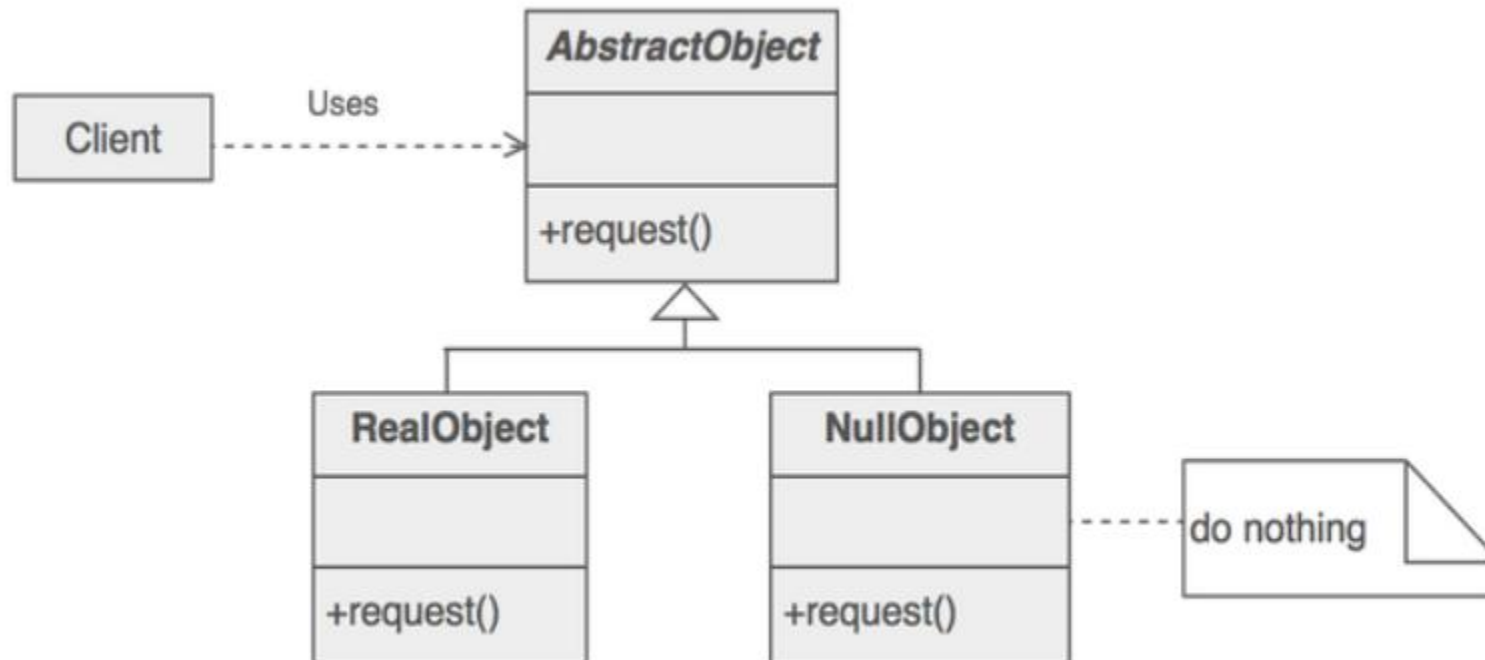 AbstractObject
Uses
Client
+request()
RealObject
NullObject
do nothing
+request()
+request()